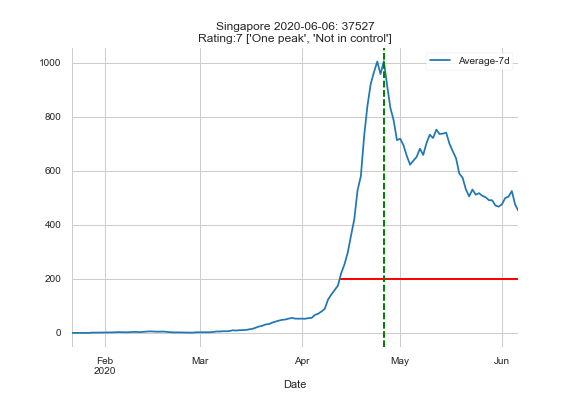 Singapore 2020-06-06: 37527
Rating:7 ['One peak', 'Not in control']
Average-7d
1000
800
600
400
200
0
Feb
2020
Mar
Apr
May
Jun
Date